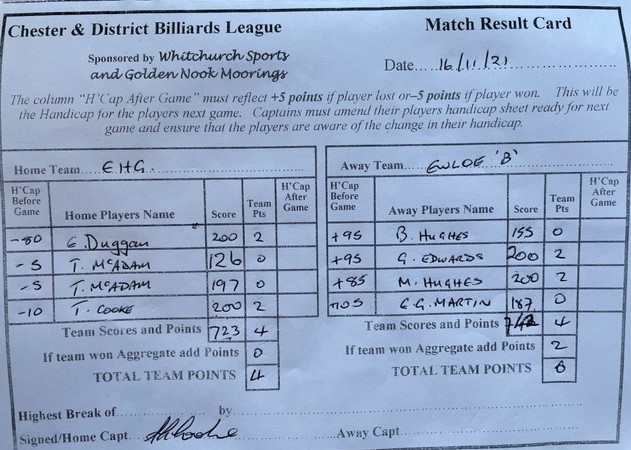 Chester & District Billiards League Match Result Card
Sponsored by Whitchurch Sports
and Golden Nook Moorings
Date 16/11/21
The column "H'Cap After Game" must reflect +5 points if player lost or–5 points if player won. This will be
the Handicap for the players next game. Captains must amend their players handicap sheet ready for next
game and ensure that the players are aware of the change in their handicap.
Home Team E.H.G. Away Team EWLOE 'B'
H'Cap Before Game Home Players Name Score Team Pts H'Cap After Game H'Cap Before Game Away Players Name Score Team Pts H'Cap After Game
-80 E. Duggan 200 2 +95 B. HUGHES 155 0
-5 T. McADAM 126 0 +95 G. EDWARDS 200 2
-5 T. McADAM 197 0 +85 M. HUGHES 200 2
-10 T. COOKE 200 2 G. MARTIN 187 0
Team Scores and Points 723 4 Team Scores and Points 742 4
If team won Aggregate add Points 0 If team won Aggregate add Points 2
TOTAL TEAM POINTS 4 TOTAL TEAM POINTS 6
Highest Break of by
Signed/Home Capt Away Capt.